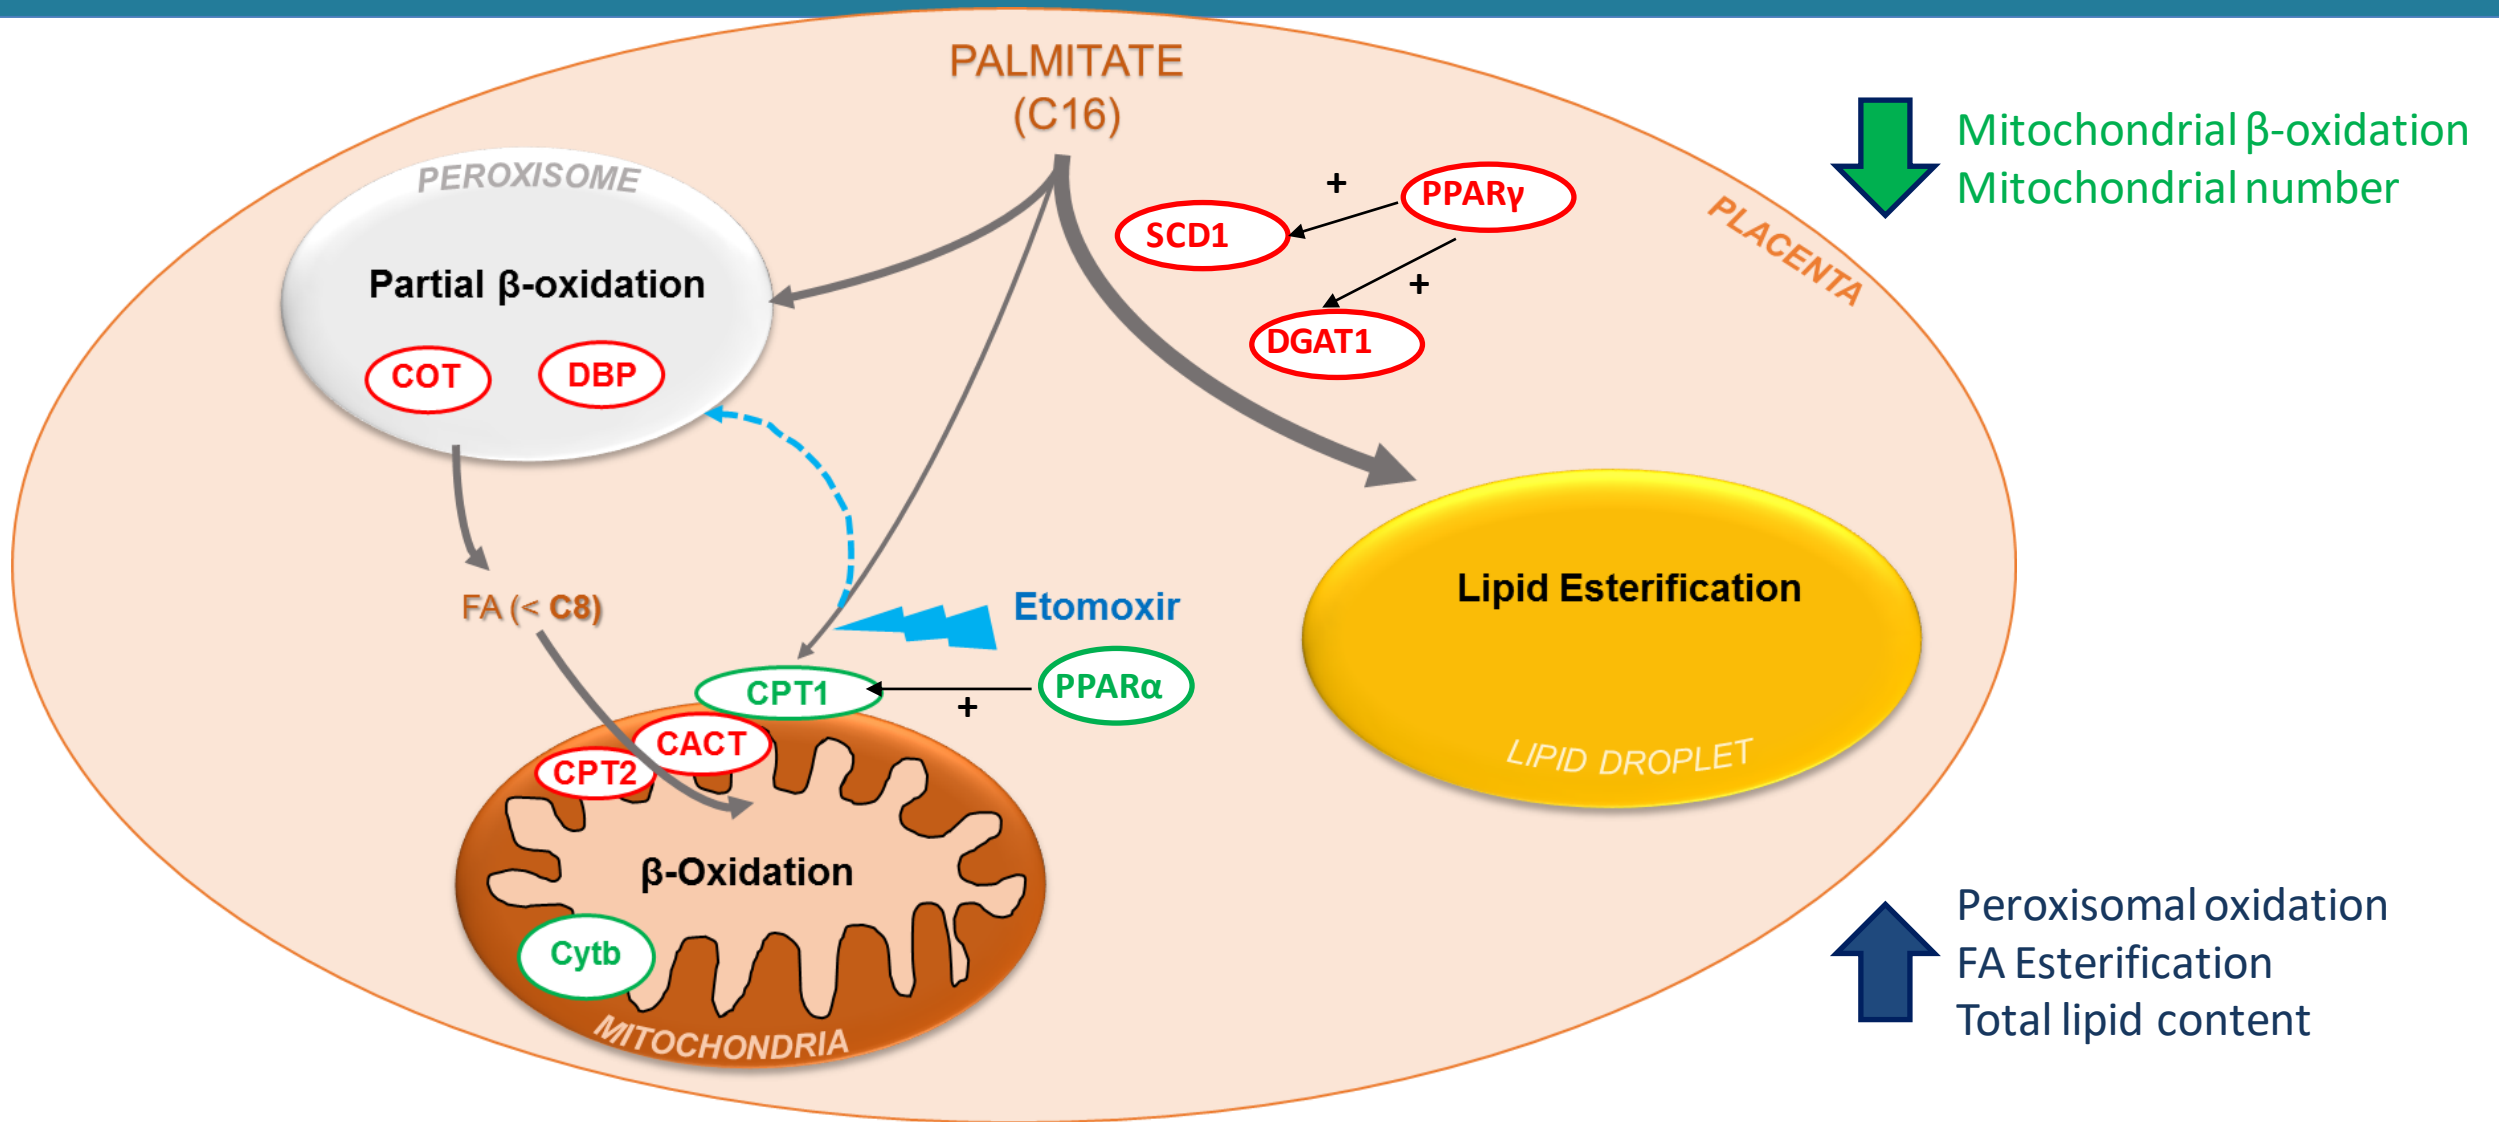 PALMITATE
(C16)
PEROXISOME
Partial β-oxidation
COT
DBP
FA (< C8)
+
PPARγ
SCD1
+
DGAT1
PLACENTA
Mitochondrial β-oxidation
Mitochondrial number
Etomoxir
CPT1
+
PPARα
CACT
CPT2
β-Oxidation
Cytb
MITOCHONDRIA
Lipid Esterification
LIPID DROPLET
Peroxisomal oxidation
FA Esterification
Total lipid content